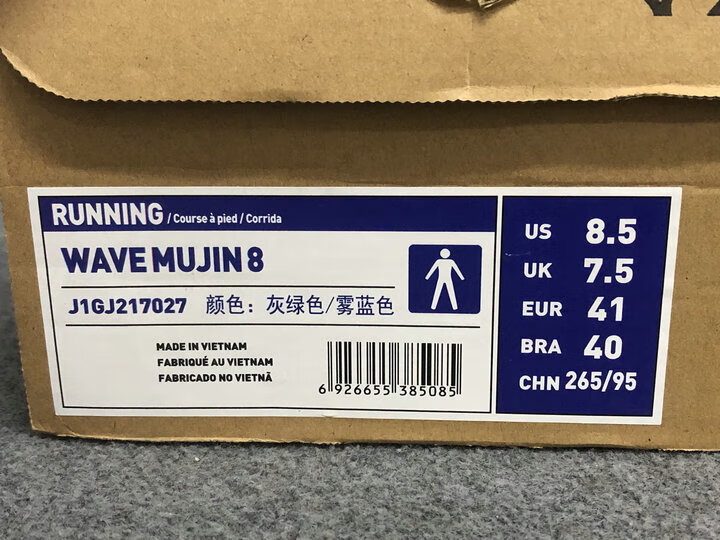 RUNNING / Course à pied / Corrida
WAVE MUJIN 8
J1GJ217027 颜色：灰绿色/雾蓝色
MADE IN VIETNAM
FABRIQUÉ AU VIETNAM
FABRICADO NO VIETNÃ
6 926655 385085
US 8.5
UK 7.5
EUR 41
BRA 40
CHN 265/95